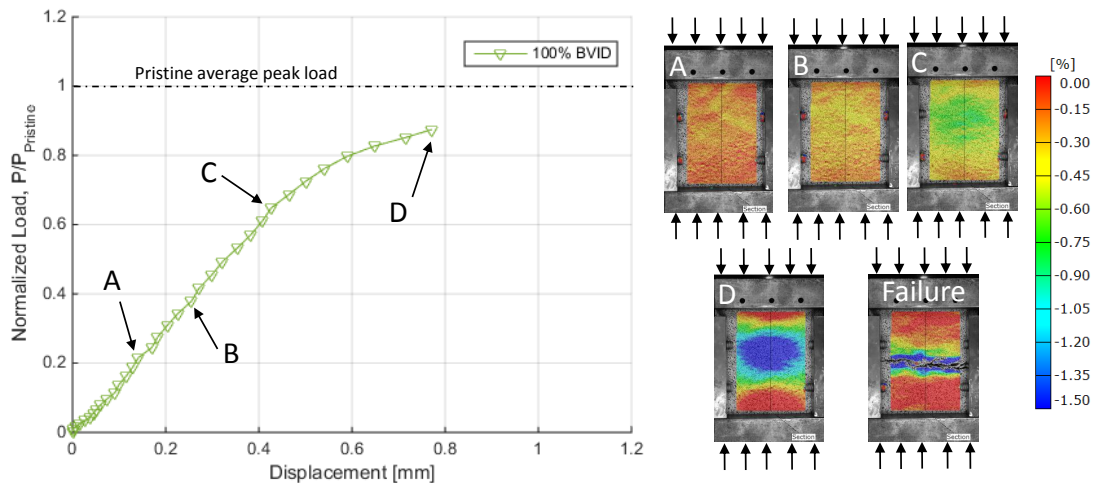 1.2
1
0.8
0.6
0.4
0.2
0
Normalized Load, P/P_Pristine
0
0.2
0.4
0.6
0.8
1
1.2
Displacement [mm]
100% BVID
Pristine average peak load
A
B
C
D
A
Section
B
Section
C
Section
D
Section
Failure
Section
[%]
0.00
-0.15
-0.30
-0.45
-0.60
-0.75
-0.90
-1.05
-1.20
-1.35
-1.50